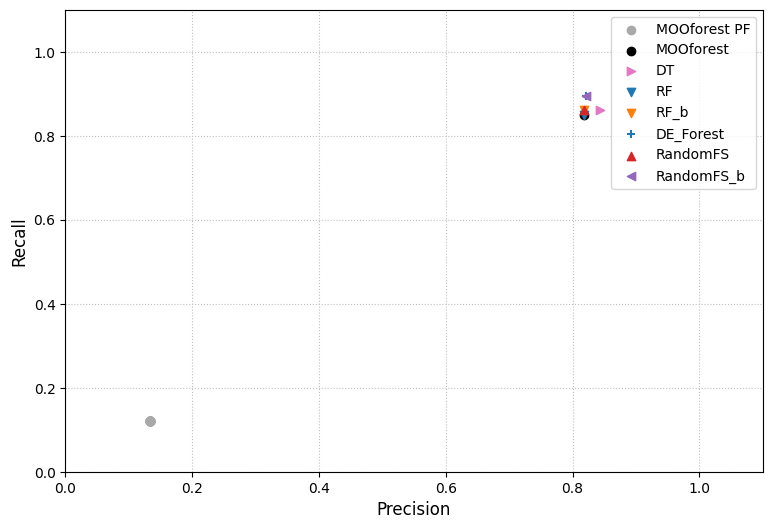 MOOforest PF
MOOforest
DT
RF
RF_b
DE_Forest
RandomFS
RandomFS_b
1.0
0.8
0.6
0.4
0.2
0.0
Recall
0.0 0.2 0.4 0.6 0.8 1.0
Precision